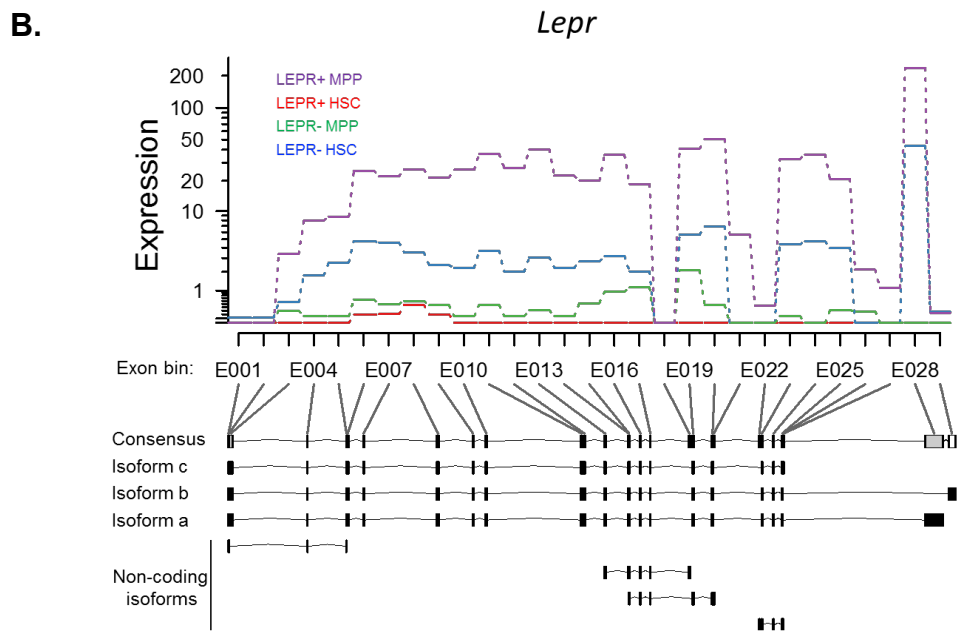 B.
Lepr
Expression
200
100
50
20
10
1
LEPR+ MPP
LEPR+ HSC
LEPR- MPP
LEPR- HSC
Exon bin: E001 E004 E007 E010 E013 E016 E019 E022 E025 E028
Consensus
Isoform c
Isoform b
Isoform a
Non-coding
isoforms